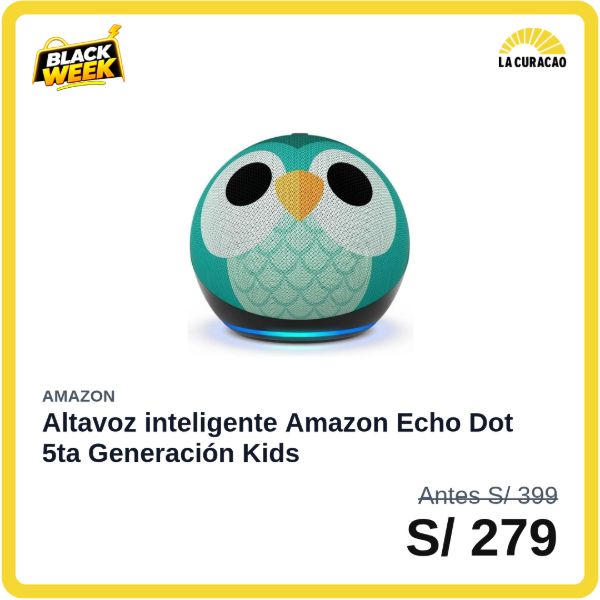 BLACK
WEEK
LA CURACAO
AMAZON
Altavoz inteligente Amazon Echo Dot
5ta Generación Kids
Antes S/ 399
S/ 279